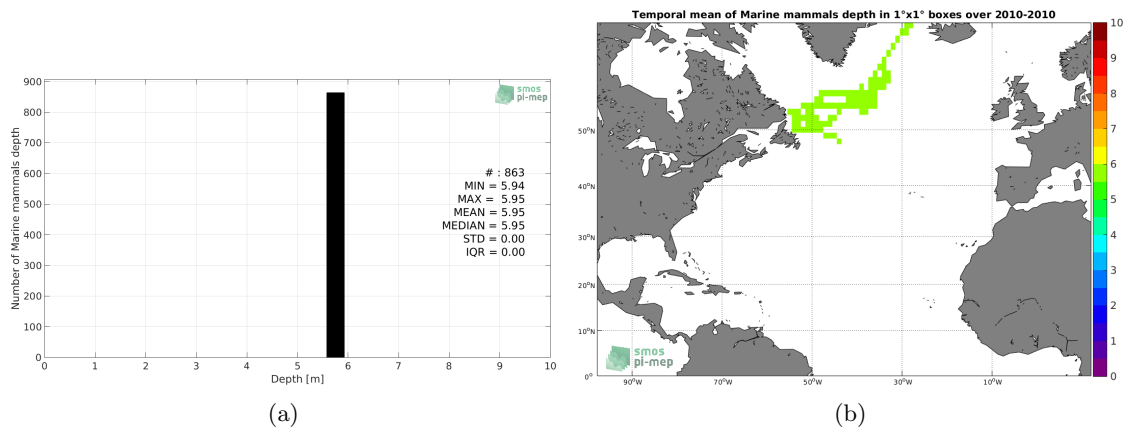 900
800
700
600
500
400
300
200
100
0
Number of Marine mammals depth
smos
pi-mep
# : 863
MIN = 5.94
MAX = 5.95
MEAN = 5.95
MEDIAN = 5.95
STD = 0.00
IQR = 0.00
0 1 2 3 4 5 6 7 8 9 10
Depth [m]
(a)
Temporal mean of Marine mammals depth in 1°x1° boxes over 2010-2010
50°N
40°N
30°N
20°N
10°N
0°
smos
pi-mep
90°W 70°W 50°W 30°W 10°W
10
9
8
7
6
5
4
3
2
1
0
(b)